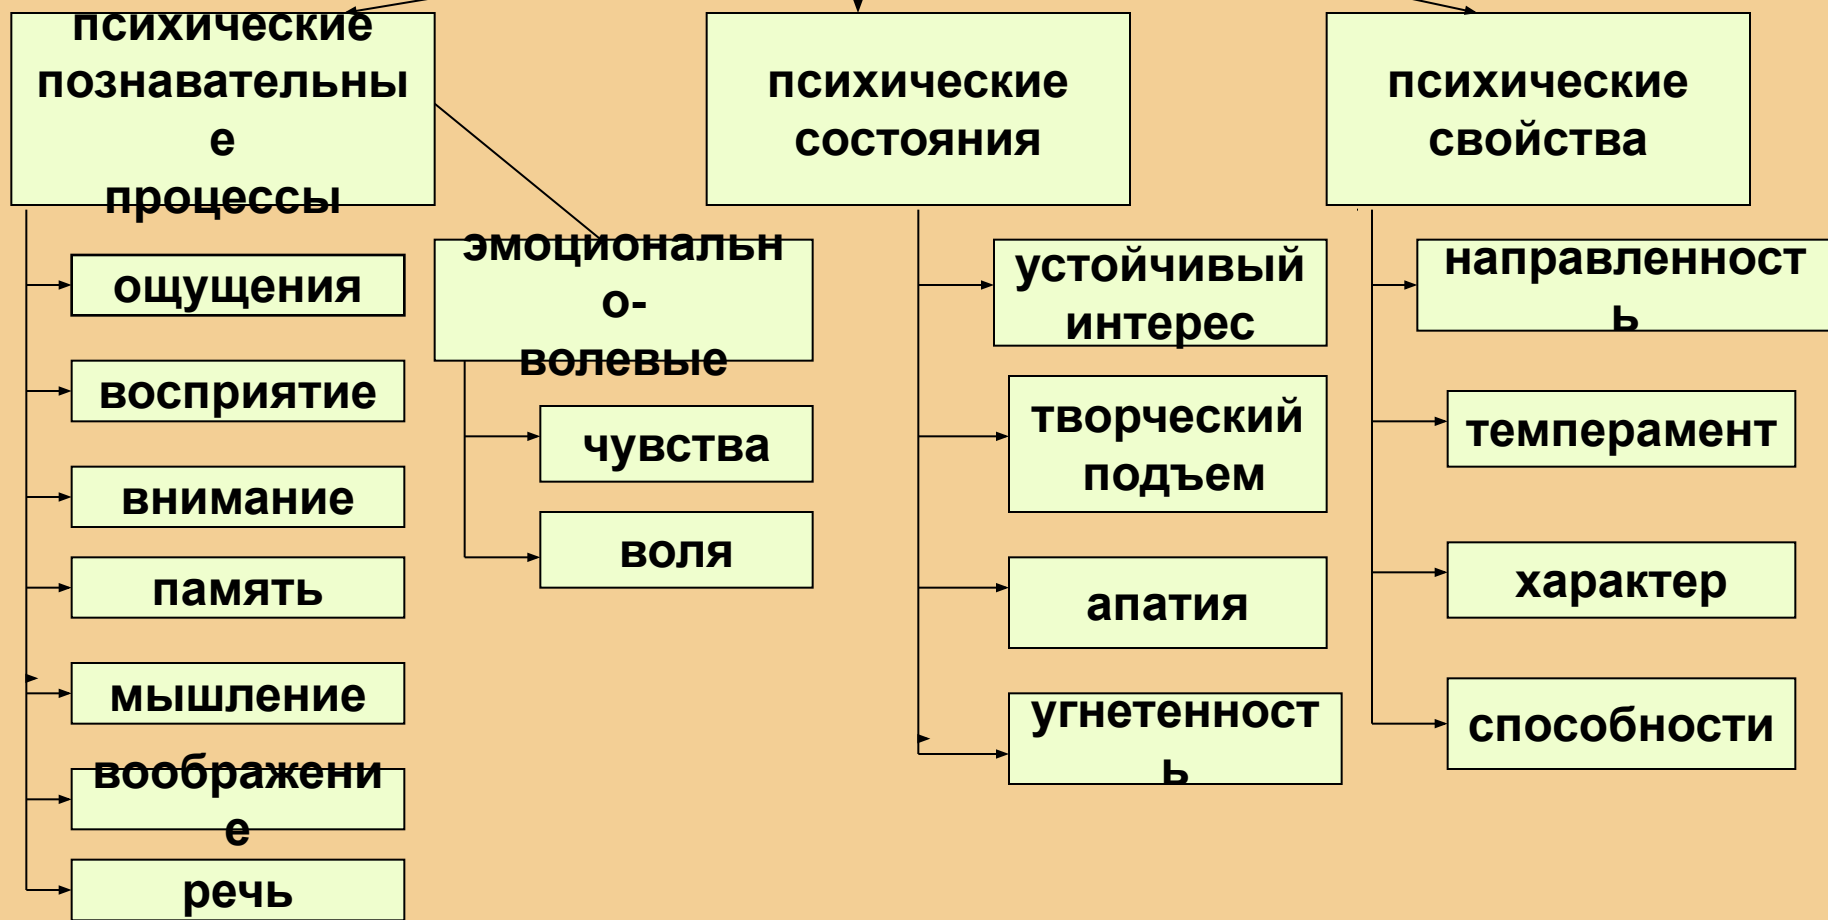 психические
познавательны
е
процессы
ощущения
восприятие
внимание
память
мышление
воображени
е
речь
эмоциональн
о-
волевые
чувства
воля
психические
состояния
устойчивый
интерес
творческий
подъем
апатия
угнетенност
ь
психические
свойства
направленност
ь
темперамент
характер
способности